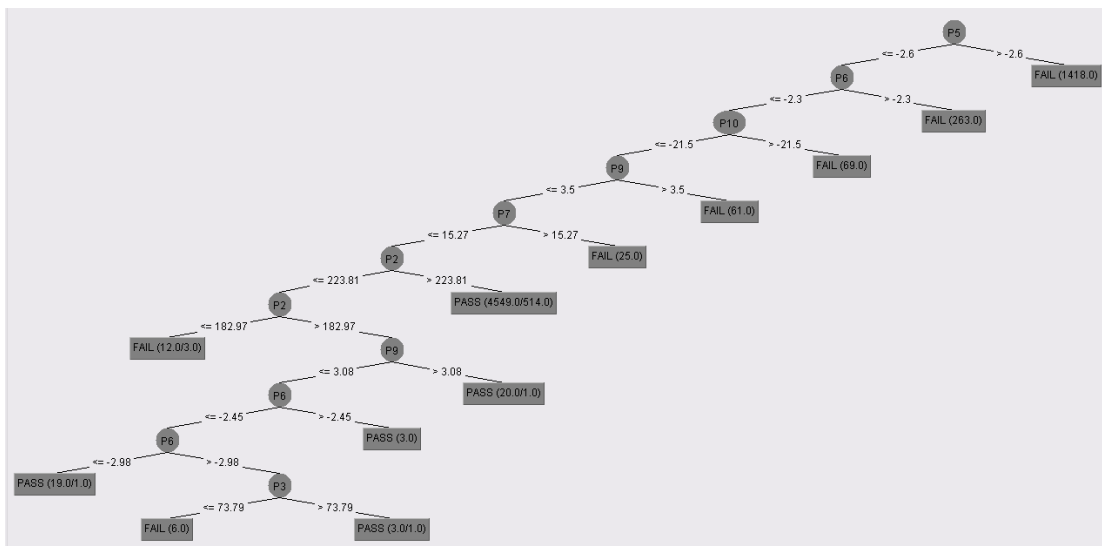 P5
<= -2.6
> -2.6
P6
FAIL (1418.0)
<= -2.3
> -2.3
P10
FAIL (263.0)
<= -21.5
> -21.5
P9
FAIL (69.0)
<= 3.5
> 3.5
P7
FAIL (61.0)
<= 15.27
> 15.27
P2
FAIL (25.0)
<= 223.81
> 223.81
P2
PASS (4549.0/514.0)
<= 182.97
> 182.97
FAIL (12.0/3.0)
P9
<= 3.08
> 3.08
P6
PASS (20.0/1.0)
<= -2.45
> -2.45
P6
PASS (3.0)
<= -2.98
> -2.98
PASS (19.0/1.0)
P3
<= 73.79
> 73.79
FAIL (6.0)
PASS (3.0/1.0)